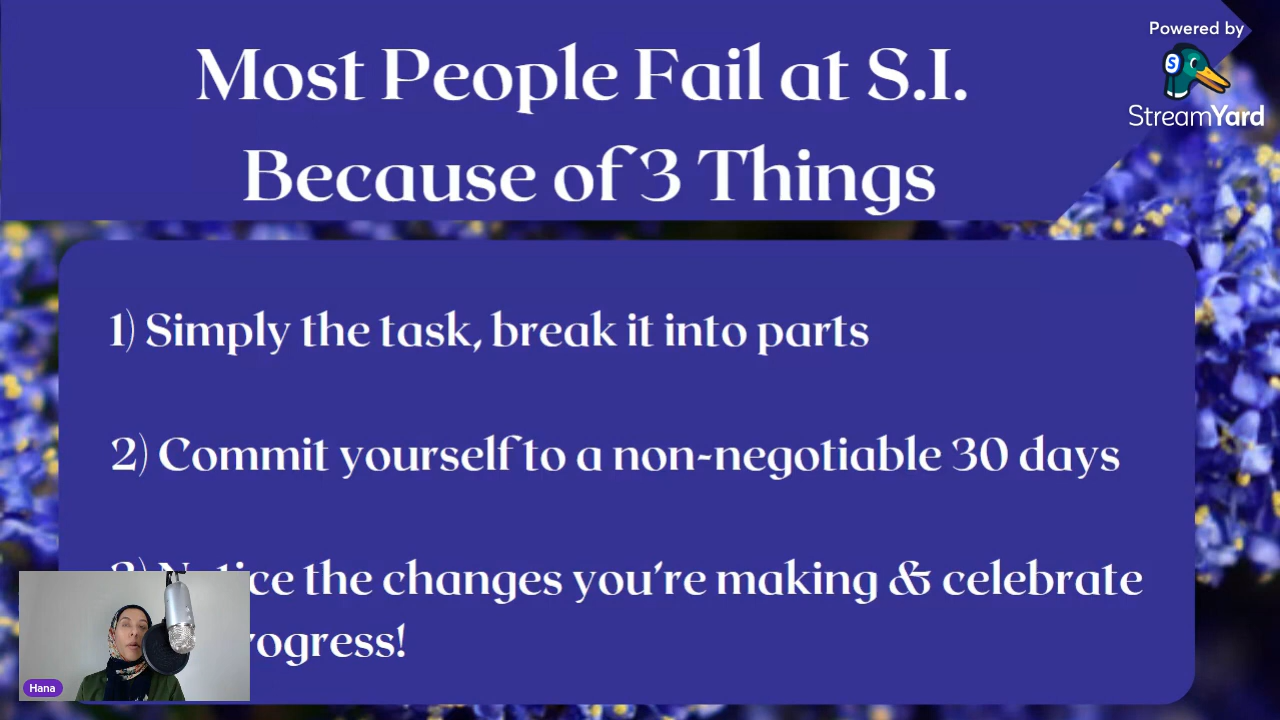 Most People Fail at S.I.
Because of 3 Things
Powered by
StreamYard
1) Simply the task, break it into parts
2) Commit yourself to a non-negotiable 30 days
the changes you're making & celebrate
Hana